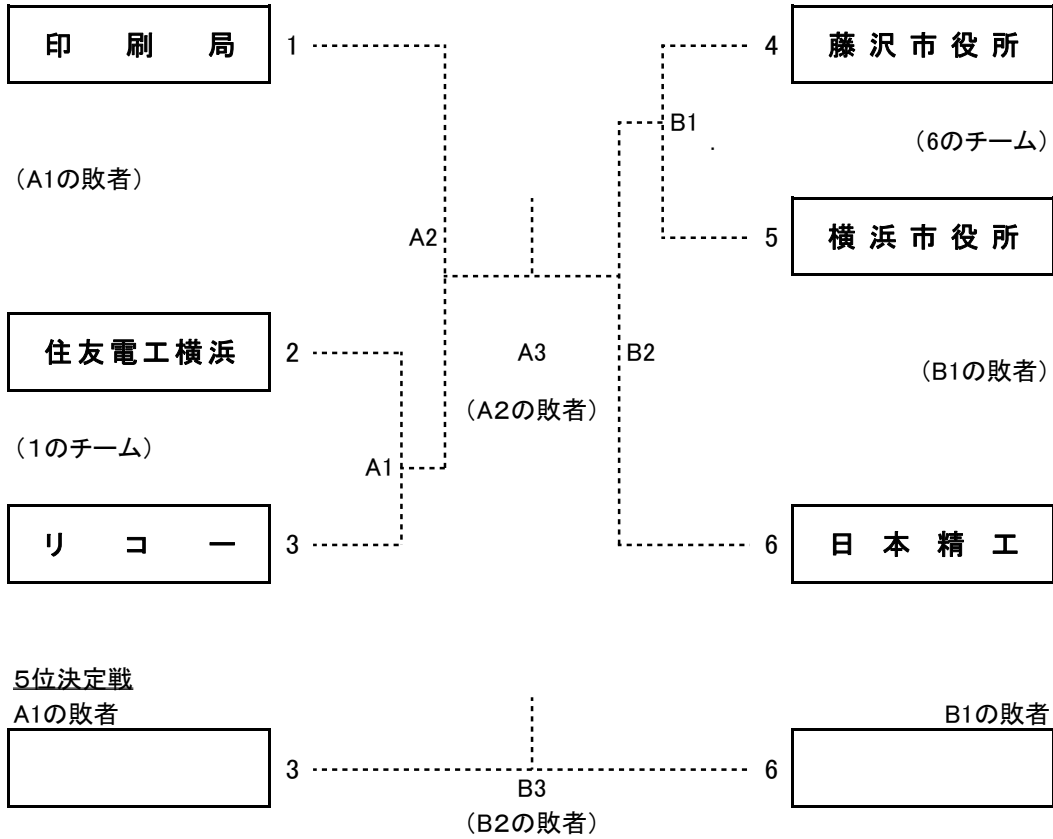 印刷局 1
4 藤沢市役所
B1
(6のチーム)
(A1の敗者)
A2
5 横浜市役所
住友電工横浜 2
A3
B2
(B1の敗者)
(A2の敗者)
(1のチーム)
A1
リコー 3
6 日本精工
5位決定戦
A1の敗者
B1の敗者
3
6
B3
(B2の敗者)